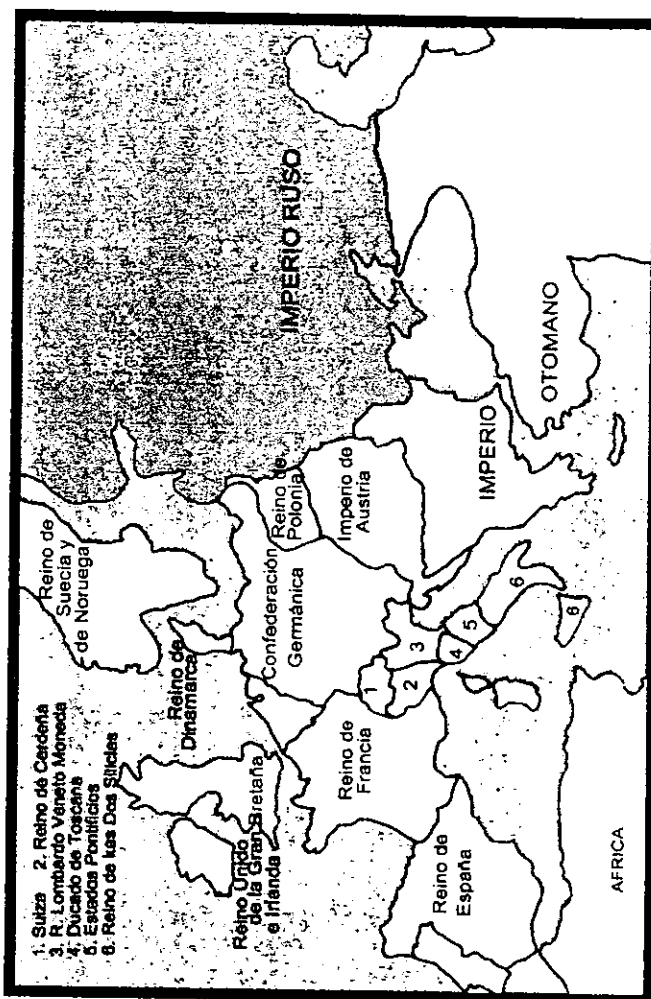 1. Suiza 2. Reino de Cerdeña
3. R. Lombardo Veneto Moneda
4. Ducado de Toscana
5. Estados Pontificios
6. Reino de las Dos Silicias
Reino de
Suecia y
de Noruega
IMPERIO RUSO
Reino de
Dinamarca
Reino Unido
de la Gran Bretaña
e Irlanda
Confederación
Germánica
Reino de
Polonia
Imperio de
Austria
Reino de
Francia
1
2
3
4
5
6
6
IMPERIO
OTOMANO
Reino de
España
AFRICA